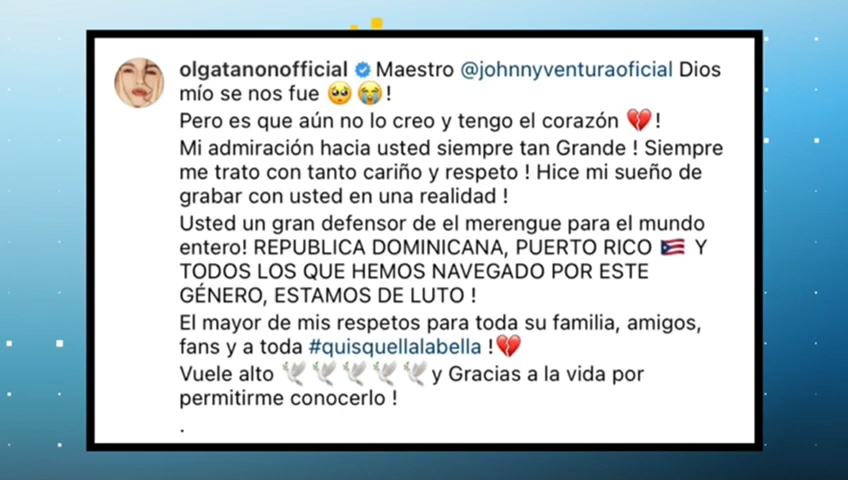 olgatanonofficial Maestro @johnnyventuraoficial Dios
mío se nos fue 🥺😭!
Pero es que aún no lo creo y tengo el corazón 💔!
Mi admiración hacia usted siempre tan Grande ! Siempre
me trato con tanto cariño y respeto ! Hice mi sueño de
grabar con usted en una realidad !
Usted un gran defensor de el merengue para el mundo
entero! REPUBLICA DOMINICANA, PUERTO RICO 🇵🇷 Y
TODOS LOS QUE HEMOS NAVEGADO POR ESTE
GÉNERO, ESTAMOS DE LUTO !
El mayor de mis respetos para toda su familia, amigos,
fans y a toda #quisquellalabella !💔
Vuele alto 🕊🕊🕊🕊🕊 y Gracias a la vida por
permitirme conocerlo !
.